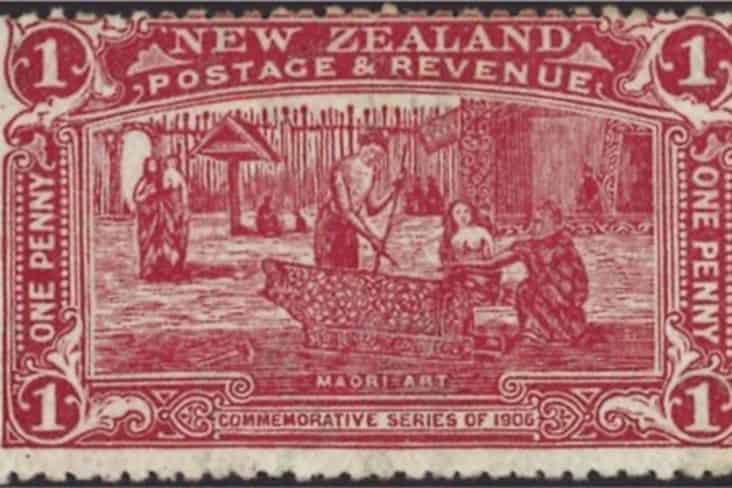 1 NEW ZEALAND 1
POSTAGE & REVENUE
ONE PENNY
ONE PENNY
MAORI ART
1 COMMEMORATIVE SERIES OF 1906 1